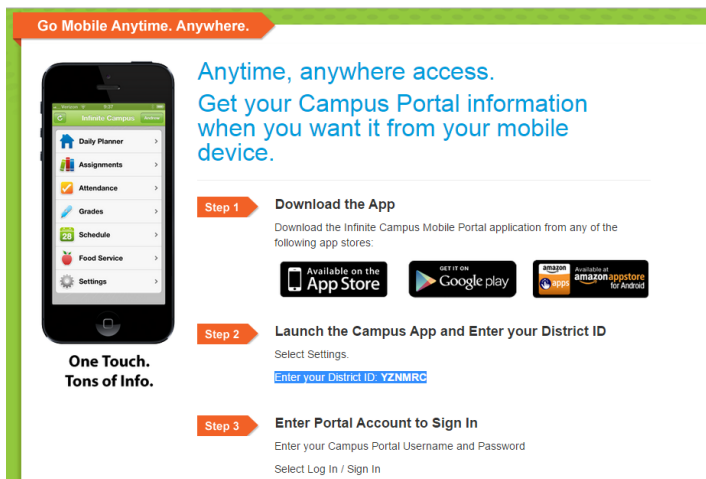 Go Mobile Anytime. Anywhere.
Anytime, anywhere access.
Get your Campus Portal information
when you want it from your mobile
device.
Verizon
9:37
Infinite Campus
Daily Planner
Assignments
Attendance
Grades
28
Schedule
Food Service
Settings
One Touch.
Tons of Info.
Step 1
Download the App
Download the Infinite Campus Mobile Portal application from any of the
following app stores:
Available on the
App Store
GET IT ON
Google play
amazon
apps
Available at
amazon appstore
for Android
Step 2
Launch the Campus App and Enter your District ID
Select Settings.
Enter your District ID: YZNMRC
Step 3
Enter Portal Account to Sign In
Enter your Campus Portal Username and Password
Select Log In / Sign In